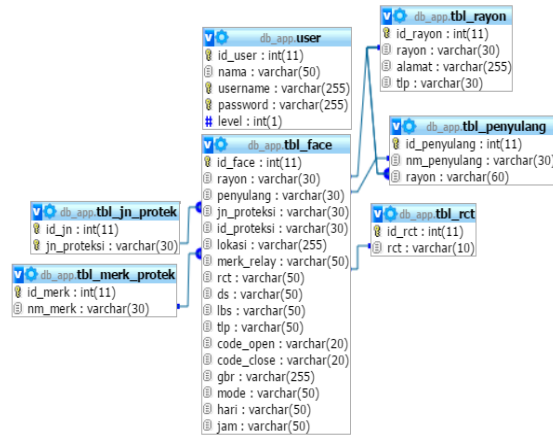 db_app.user
id_user : int(11)
nama : varchar(50)
username : varchar(255)
password : varchar(255)
# level : int(1)
db_app.tbl_rayon
id_rayon : int(11)
rayon : varchar(30)
alamat : varchar(255)
tlp : varchar(30)
db_app.tbl_penyulang
id_penyulang : int(11)
nm_penyulang : varchar(30)
rayon : varchar(60)
db_app.tbl_face
id_face : int(11)
rayon : varchar(30)
penyulang : varchar(30)
jn_proteksi : varchar(30)
id_proteksi : varchar(30)
lokasi : varchar(255)
merk_relay : varchar(50)
rct : varchar(50)
ds : varchar(50)
lbs : varchar(50)
tlp : varchar(50)
code_open : varchar(20)
code_close : varchar(20)
gbr : varchar(255)
mode : varchar(50)
hari : varchar(50)
jam : varchar(50)
db_app.tbl_jn_protek
id_jn : int(11)
jn_proteksi : varchar(30)
db_app.tbl_merk_protek
id_merk : int(11)
nm_merk : varchar(30)
db_app.tbl_rct
id_rct : int(11)
rct : varchar(10)